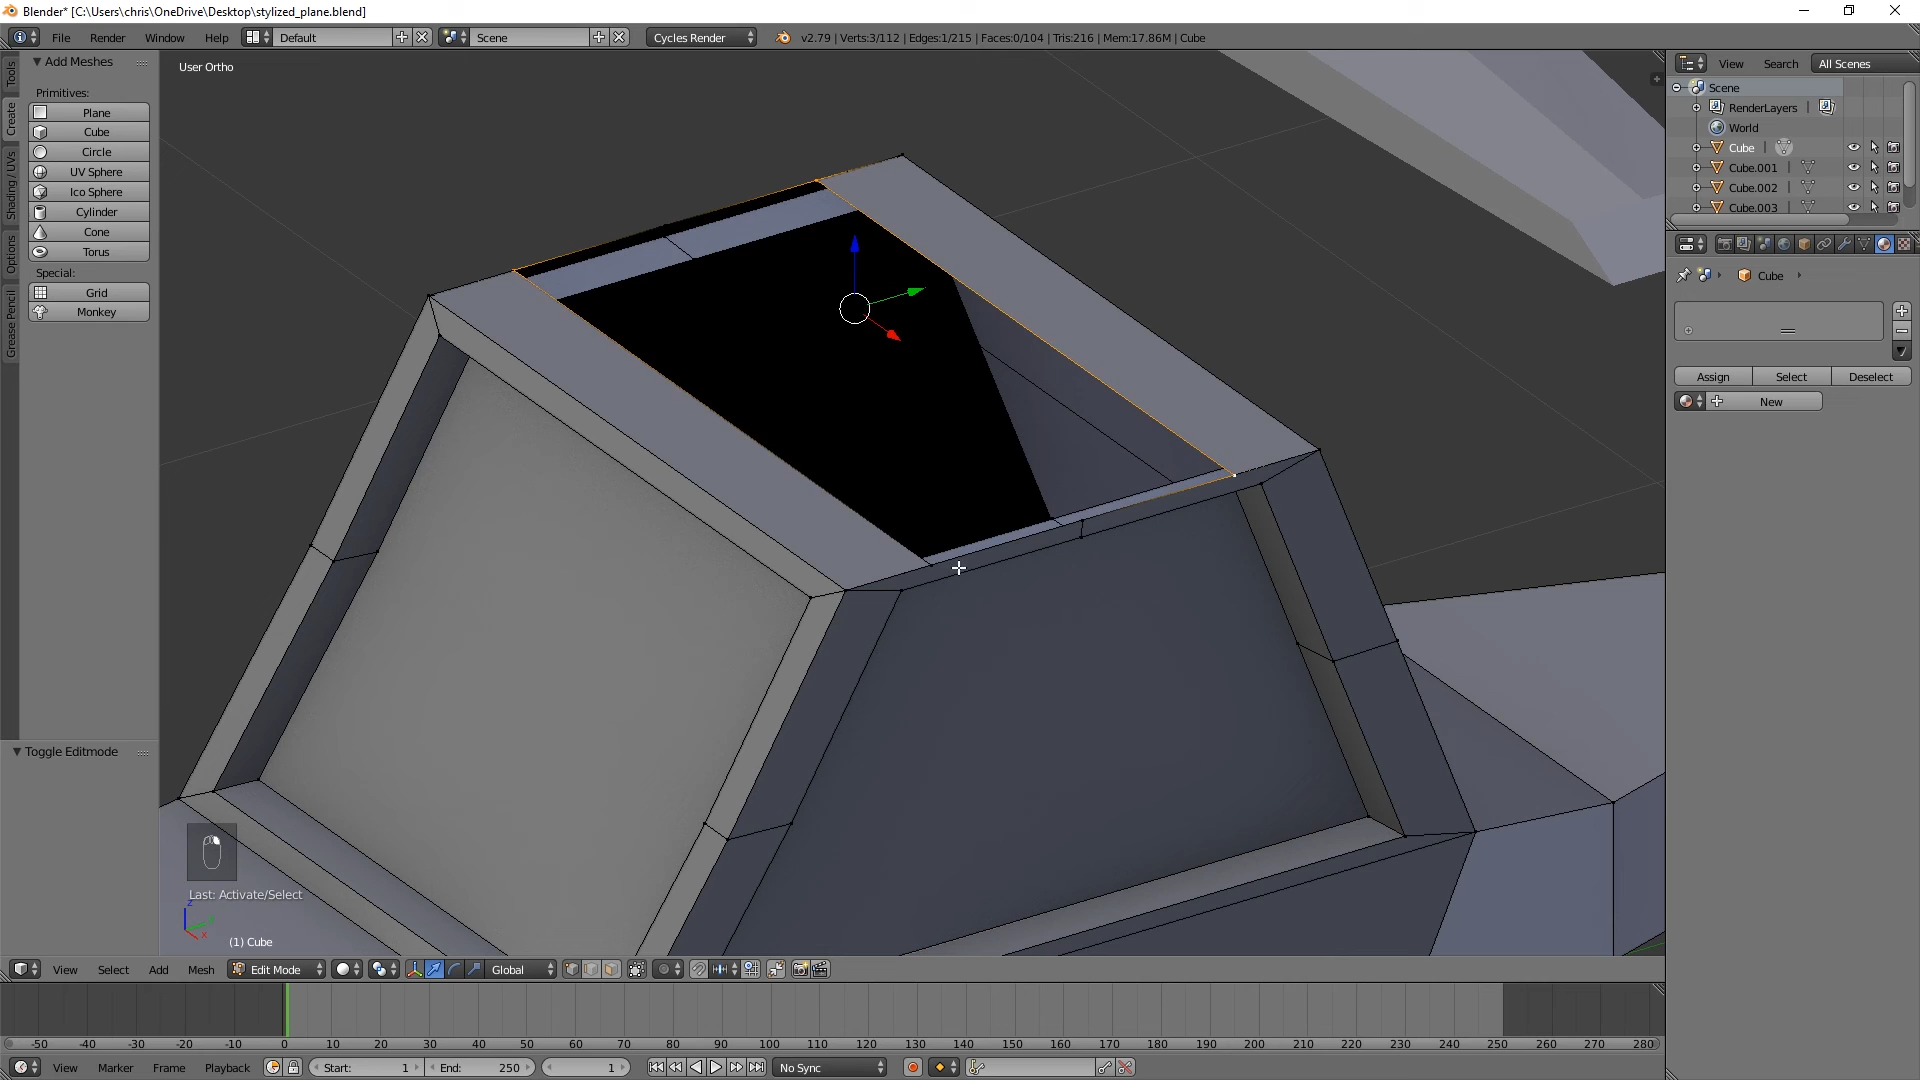 Blender* [C:\Users\chris\OneDrive\Desktop\stylized_plane.blend]
File Render Window Help Default Scene Cycles Render v2.79 | Verts:3/112 | Edges:1/215 | Faces:0/104 | Tris:216 | Mem:17.86M | Cube
Tools
Create
Shading / UVs
Options
Grease Pencil
Add Meshes
Primitives:
Plane
Cube
Circle
UV Sphere
Ico Sphere
Cylinder
Cone
Torus
Special:
Grid
Monkey
Toggle Editmode
User Ortho
Last: Activate/Select
z
x
(1) Cube
View Search All Scenes
Scene
RenderLayers
World
Cube
Cube.001
Cube.002
Cube.003
Cube
Assign Select Deselect
New
View Select Add Mesh Edit Mode Global
-50 -40 -30 -20 -10 0 10 20 30 40 50 60 70 80 90 100 110 120 130 140 150 160 170 180 190 200 210 220 230 240 250 260 270 280
View Marker Frame Playback Start: 1 End: 250 1 No Sync